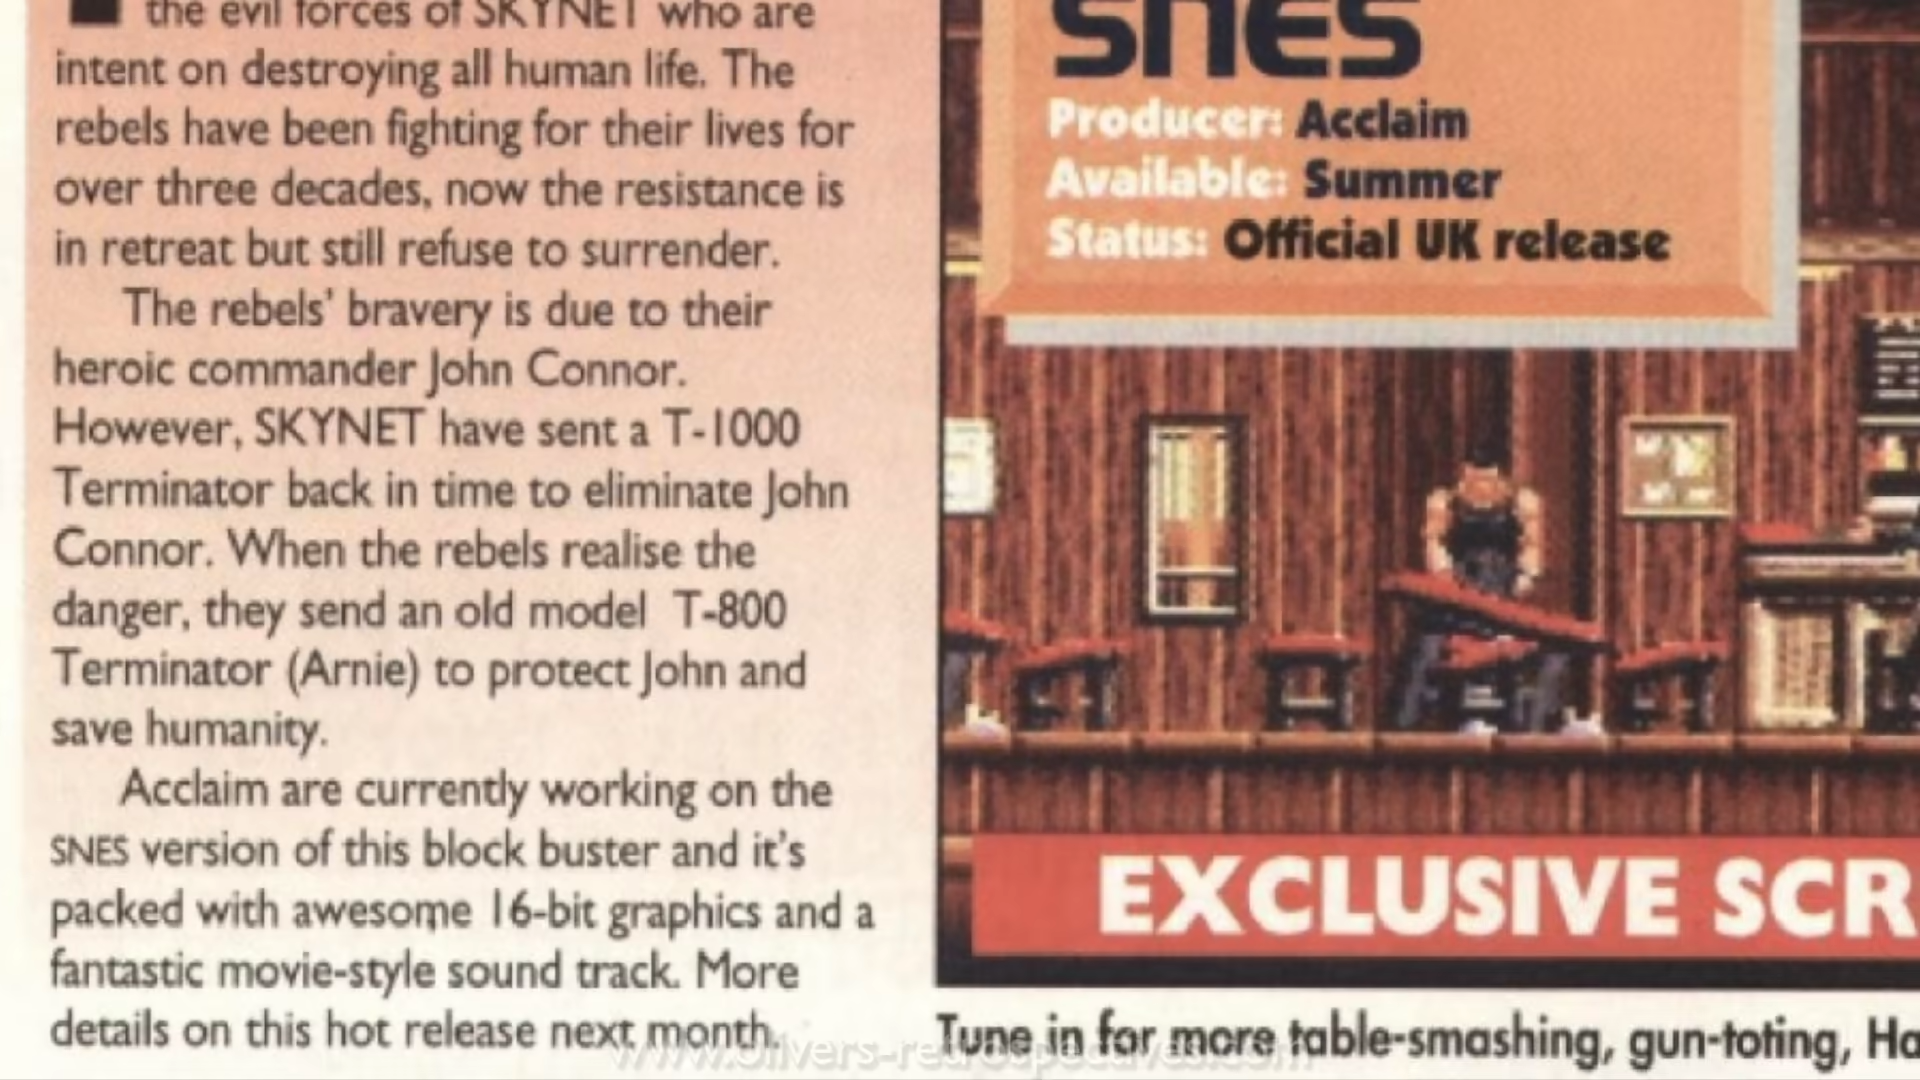 the evil forces of SKYNET who are
intent on destroying all human life. The
rebels have been fighting for their lives for
over three decades, now the resistance is
in retreat but still refuse to surrender.
The rebels' bravery is due to their
heroic commander John Connor.
However, SKYNET have sent a T-1000
Terminator back in time to eliminate John
Connor. When the rebels realise the
danger, they send an old model T-800
Terminator (Arnie) to protect John and
save humanity.
Acclaim are currently working on the
SNES version of this block buster and it's
packed with awesome 16-bit graphics and a
fantastic movie-style sound track. More
details on this hot release next month.
SNES
Producer: Acclaim
Available: Summer
Status: Official UK release
EXCLUSIVE SCR
Tune in for more table-smashing, gun-toting, Ha
www.olivers-retrospectives.com